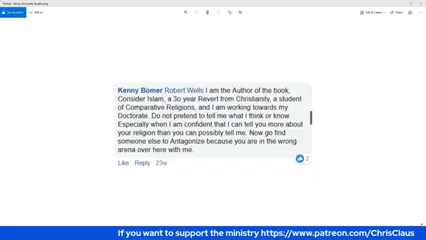 Kenny Bomer Robert Wells I am the Author of the book,
Consider Islam, a 3o year Revert from Christianity, a student
of Comparative Religions, and I am working towards my
Doctorate. Do not pretend to tell me what I think or know.
Especially when I am confident that I can tell you more about
your religion than you can possibly tell me. Now go find
someone else to Antagonize because you are in the wrong
arena over here with me.
2
Like Reply 23w
If you want to support the ministry https://www.patreon.com/ChrisClaus